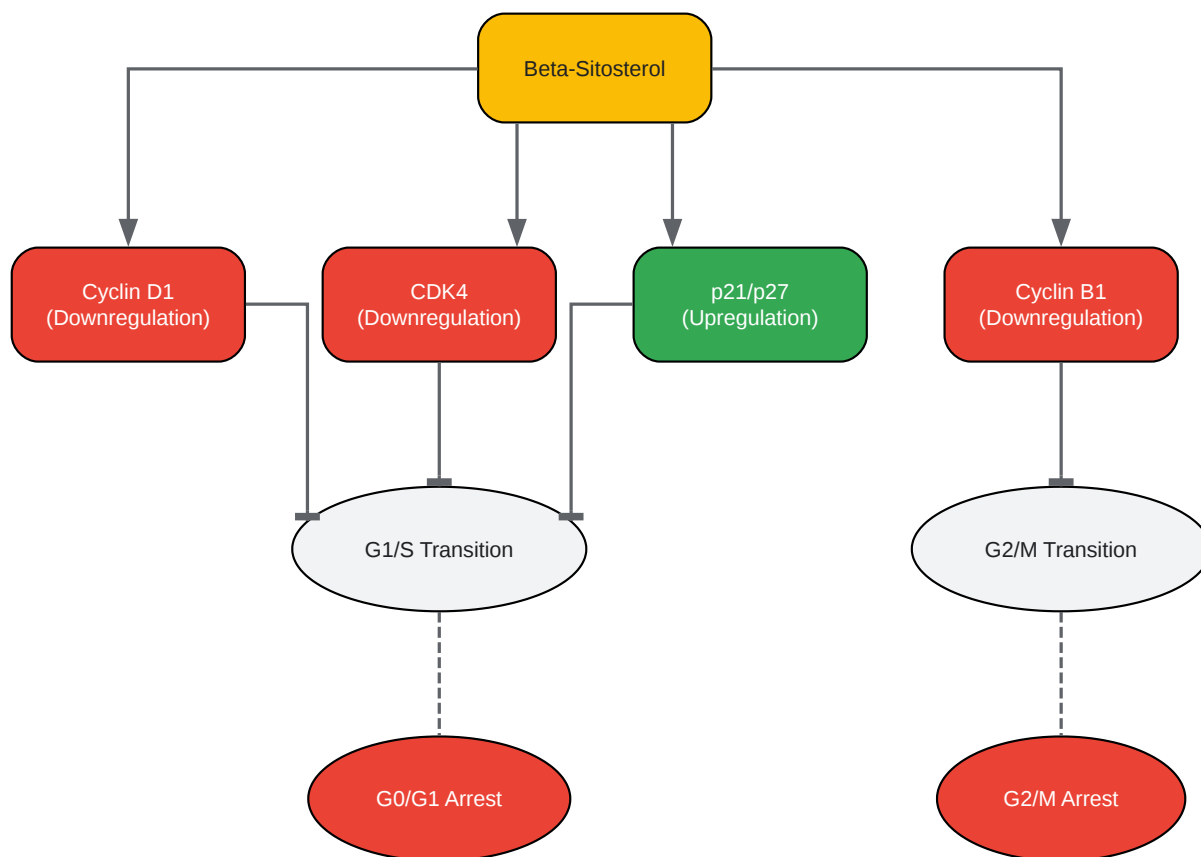 Beta-Sitosterol
Cyclin D1
(Downregulation)
CDK4
(Downregulation)
p21/p27
(Upregulation)
Cyclin B1
(Downregulation)
G1/S Transition
G2/M Transition
G0/G1 Arrest
G2/M Arrest